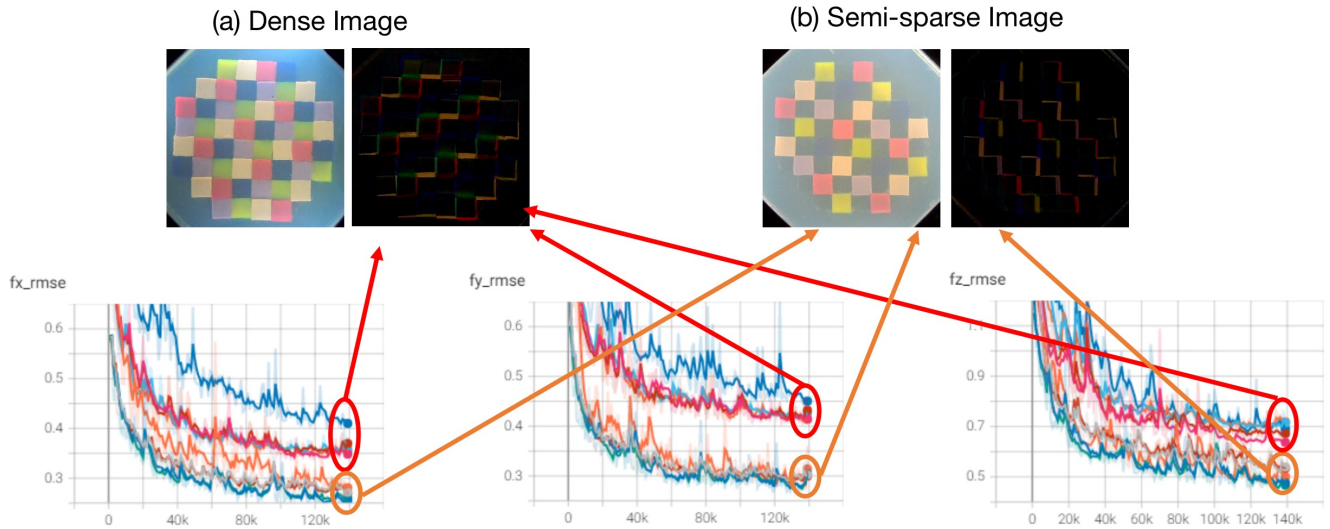 (a) Dense Image
(b) Semi-sparse Image
fx_rmse
0.6
0.5
0.4
0.3
0
40k
80k
120k
fy_rmse
0.6
0.5
0.4
0.3
0
40k
80k
120k
fz_rmse
0.9
0.7
0.5
0
20k
40k
60k
80k
100k
120k
140k